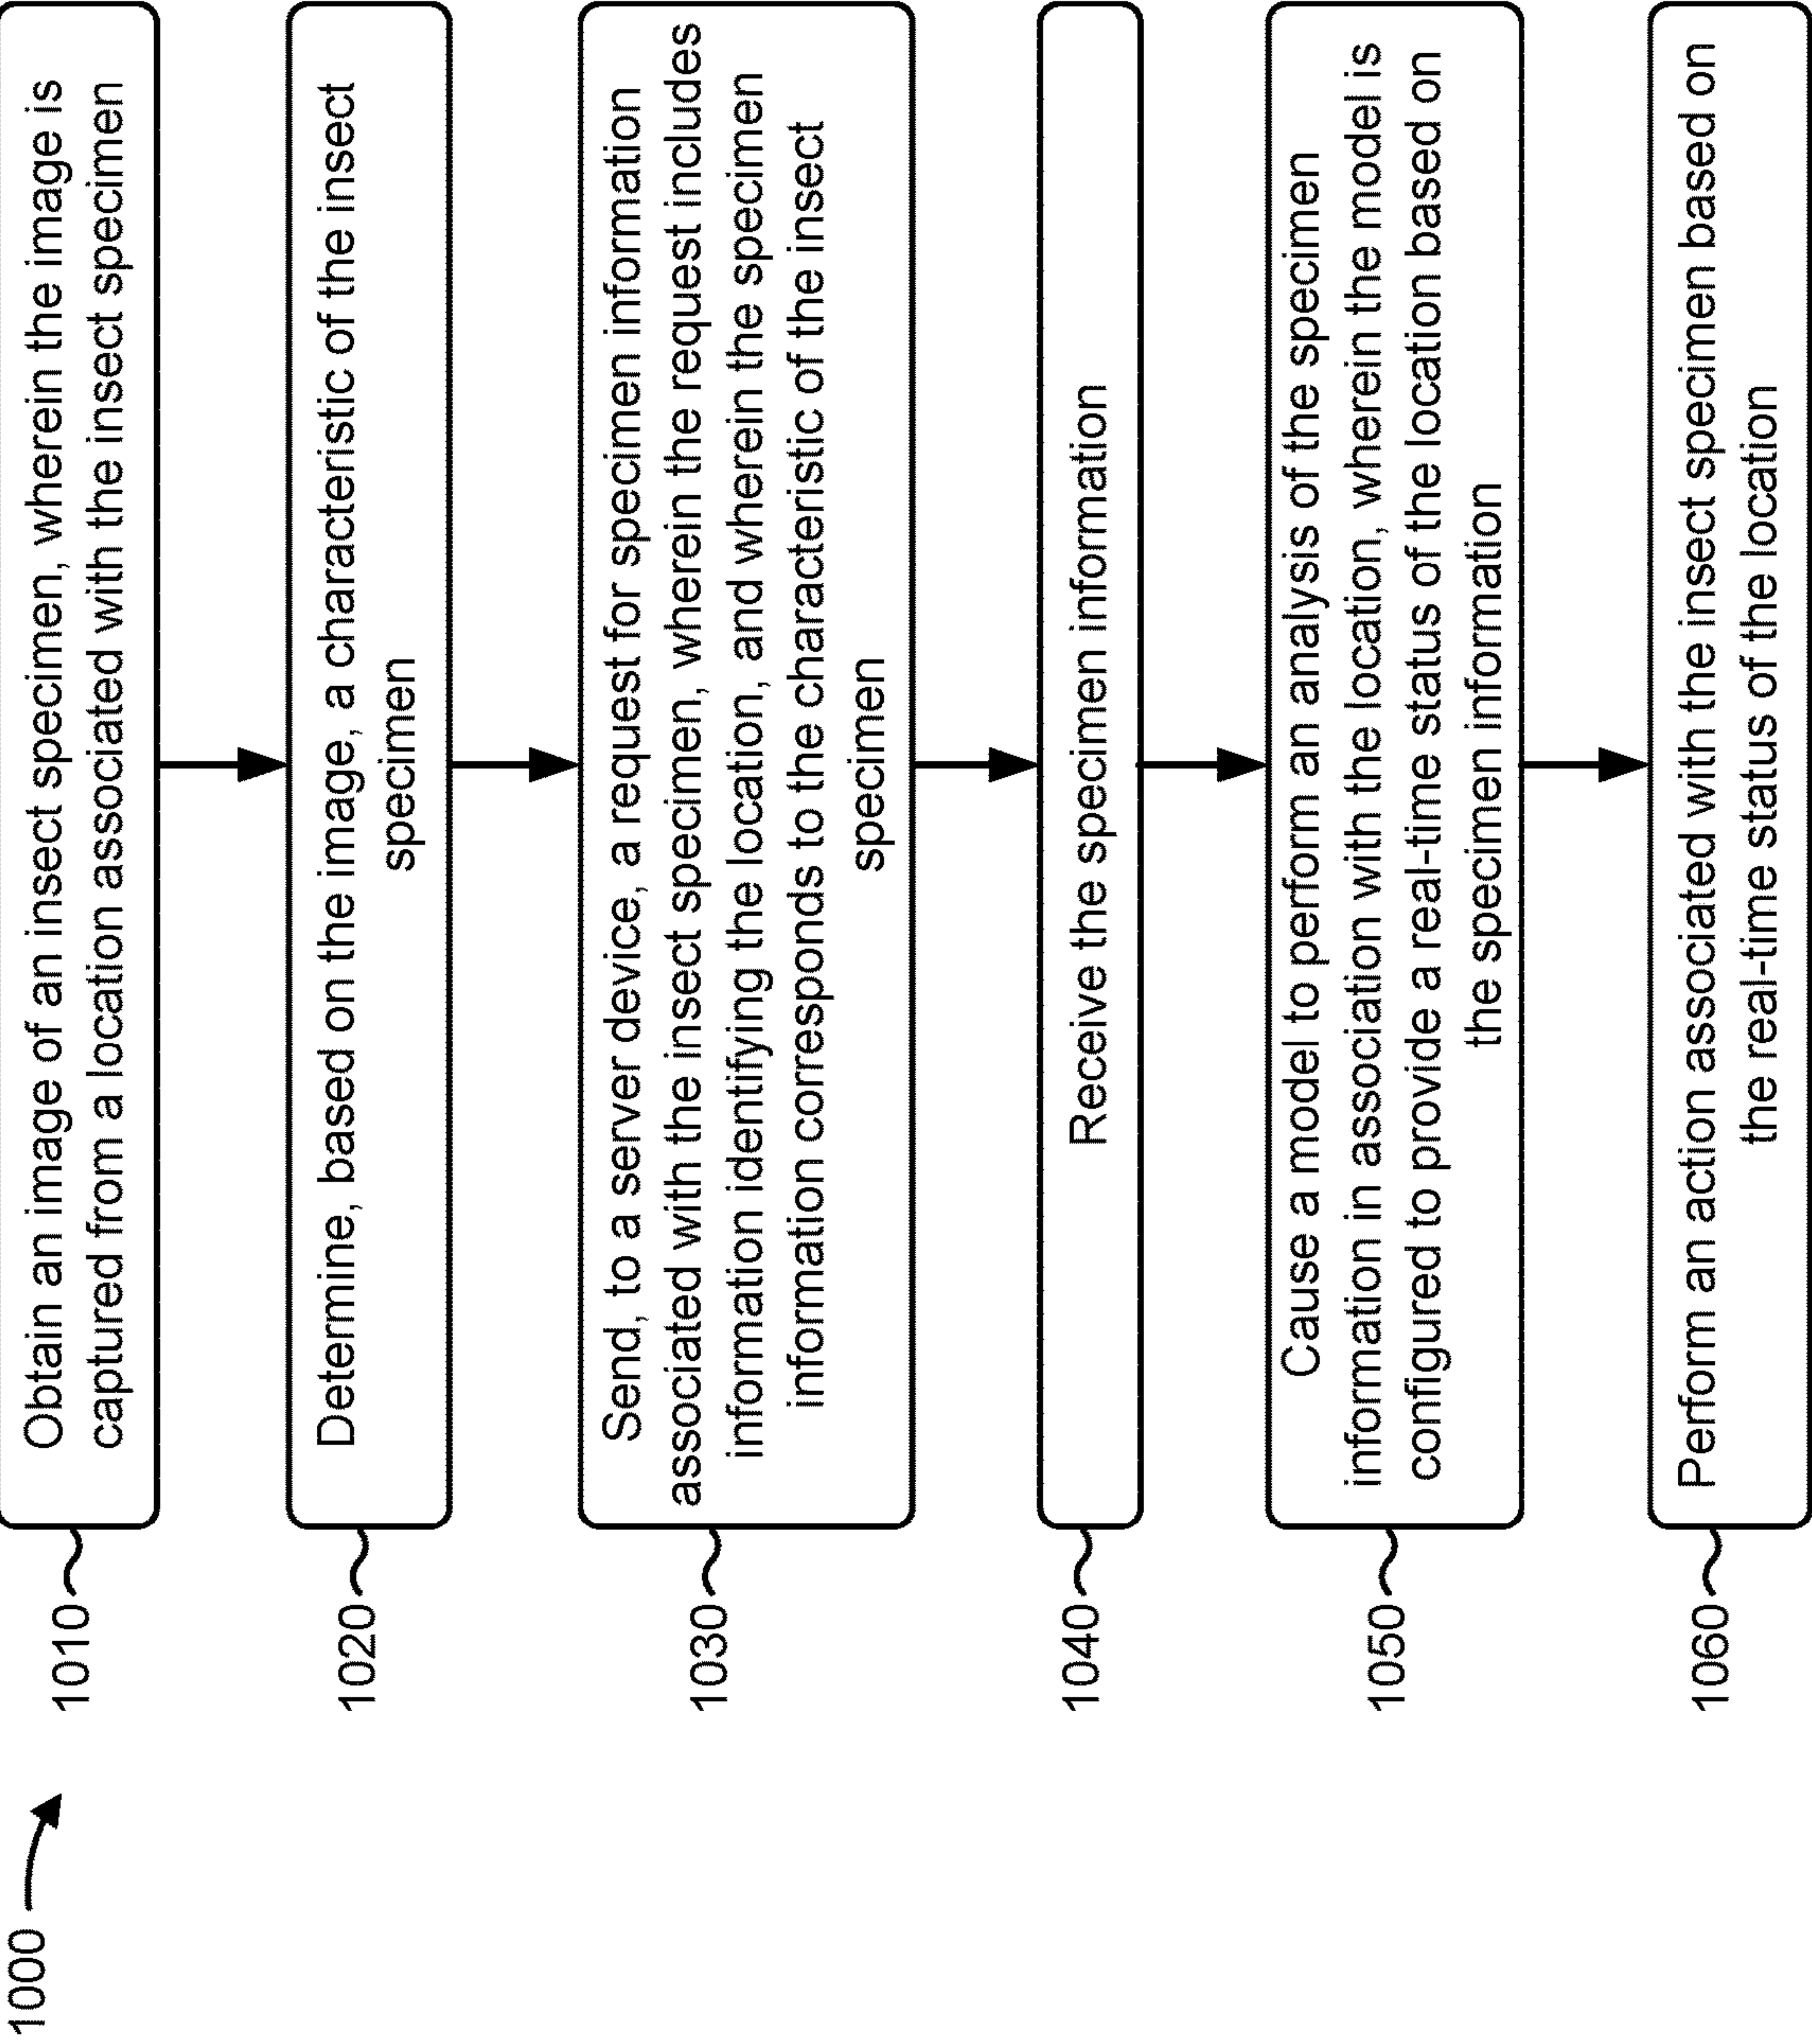 1000
1010
Obtain an image of an insect specimen, wherein the image is
captured from a location associated with the insect specimen
1020
Determine, based on the image, a characteristic of the insect
specimen
1030
Send, to a server device, a request for specimen information
associated with the insect specimen, wherein the request includes
information identifying the location, and wherein the specimen
information corresponds to the characteristic of the insect
specimen
1040
Receive the specimen information
1050
Cause a model to perform an analysis of the specimen
information in association with the location, wherein the model is
configured to provide a real-time status of the location based on
the specimen information
1060
Perform an action associated with the insect specimen based on
the real-time status of the location